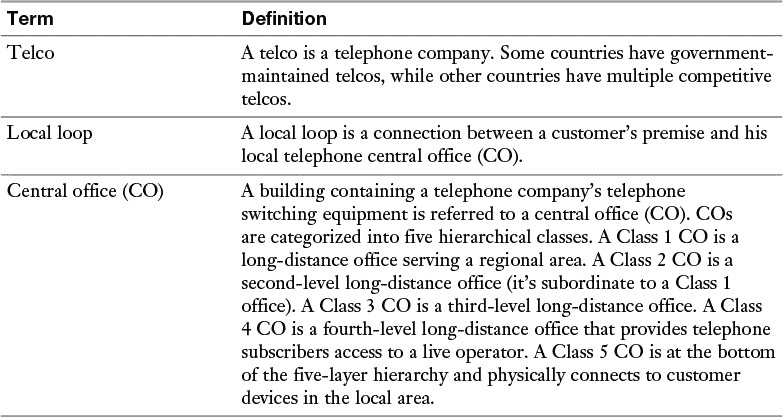 Term Definition
Telco A telco is a telephone company. Some countries have government-
maintained telcos, while other countries have multiple competitive
telcos.
Local loop A local loop is a connection between a customer's premise and his
local telephone central office (CO).
Central office (CO) A building containing a telephone company's telephone
switching equipment is referred to a central office (CO). COs
are categorized into five hierarchical classes. A Class 1 CO is a
long-distance office serving a regional area. A Class 2 CO is a
second-level long-distance office (it's subordinate to a Class 1
office). A Class 3 CO is a third-level long-distance office. A Class
4 CO is a fourth-level long-distance office that provides telephone
subscribers access to a live operator. A Class 5 CO is at the bottom
of the five-layer hierarchy and physically connects to customer
devices in the local area.